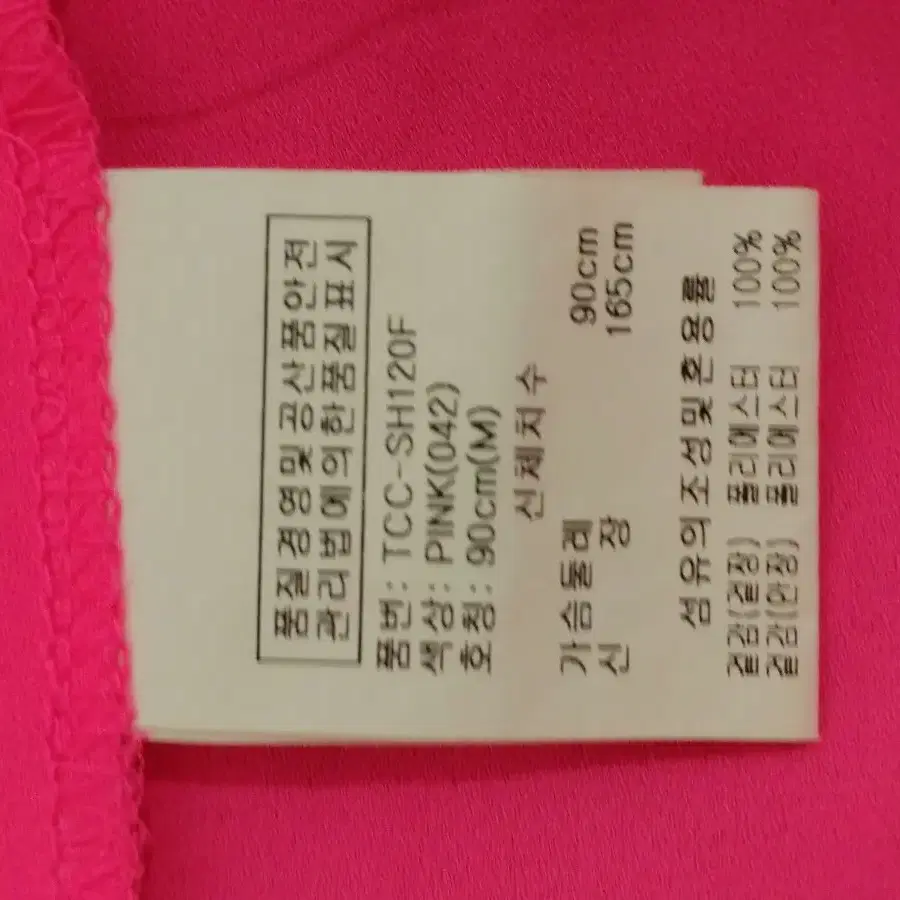 품질경영및공산품안전
관리법에의한품질표시
품번: TCC-SH120F
색상: PINK(042)
호칭: 90cm(M)
신체치수
가슴둘레 90cm
신 장 165cm
섬유의조성및혼용률
겉감(겉장) 폴리에스터 100%
겉감(안장) 폴리에스터 100%